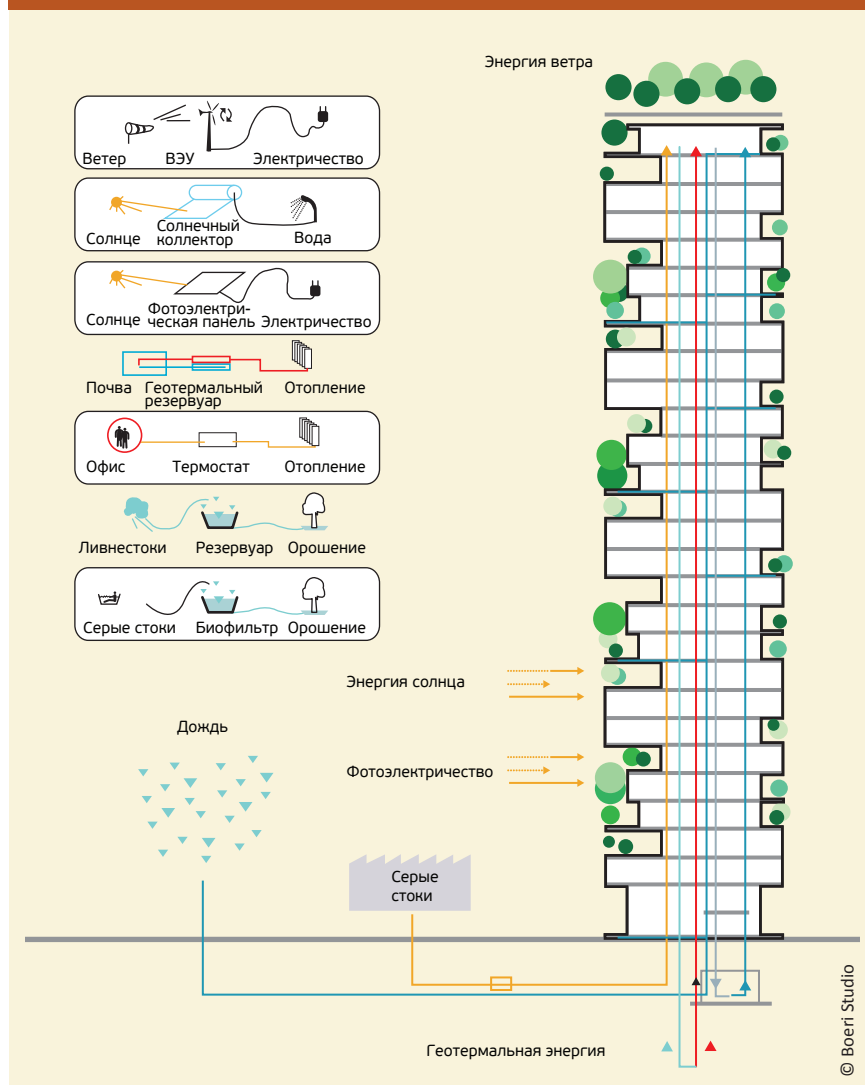 Энергия ветра
Ветер ВЭУ Электричество
Солнце Солнечный коллектор Вода
Солнце Фотоэлектри-
ческая панель Электричество
Почва Геотермальный Отопление
резервуар
Офис Термостат Отопление
Ливнестоки Резервуар Орошение
Серые стоки Биофильтр Орошение
Энергия солнца
Дождь
Фотоэлектричество
Серые
стоки
Геотермальная энергия
© Boeri Studio